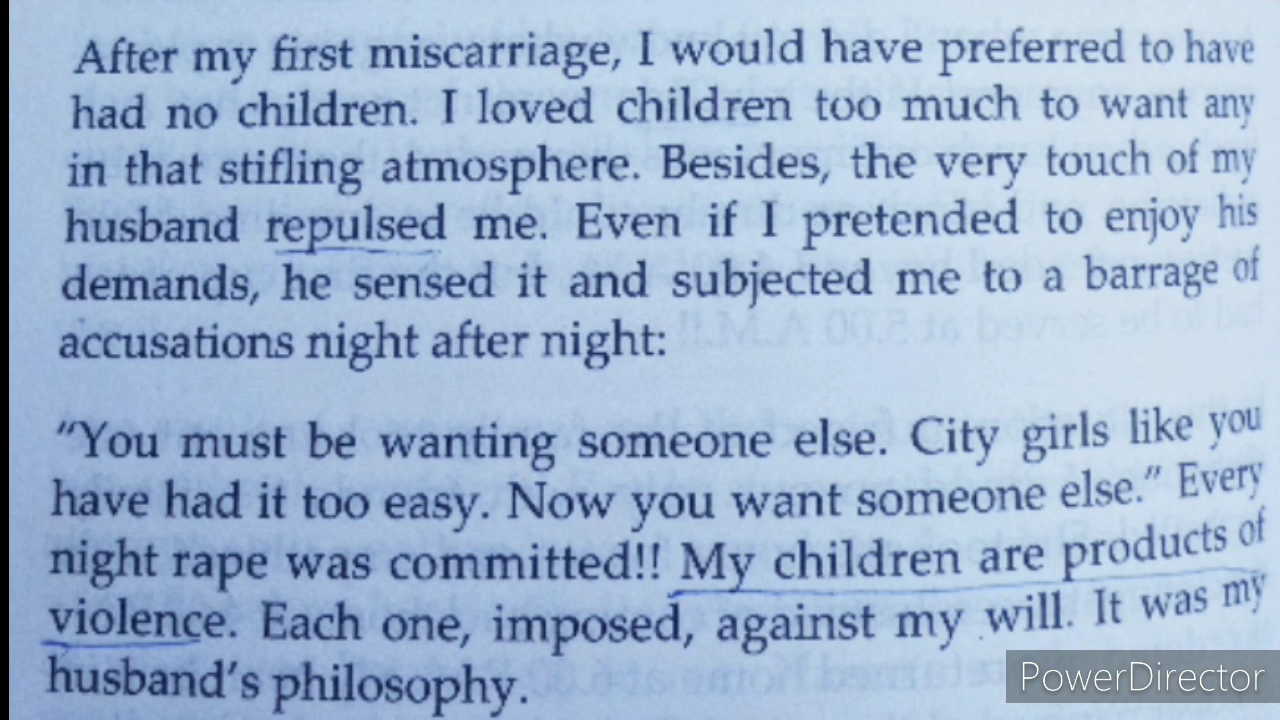 After my first miscarriage, I would have preferred to have
had no children. I loved children too much to want any
in that stifling atmosphere. Besides, the very touch of my
husband repulsed me. Even if I pretended to enjoy his
demands, he sensed it and subjected me to a barrage of
accusations night after night:
"You must be wanting someone else. City girls like you
have had it too easy. Now you want someone else." Every
night rape was committed!! My children are products of
violence. Each one, imposed, against my will. It was my
husband's philosophy.
PowerDirector